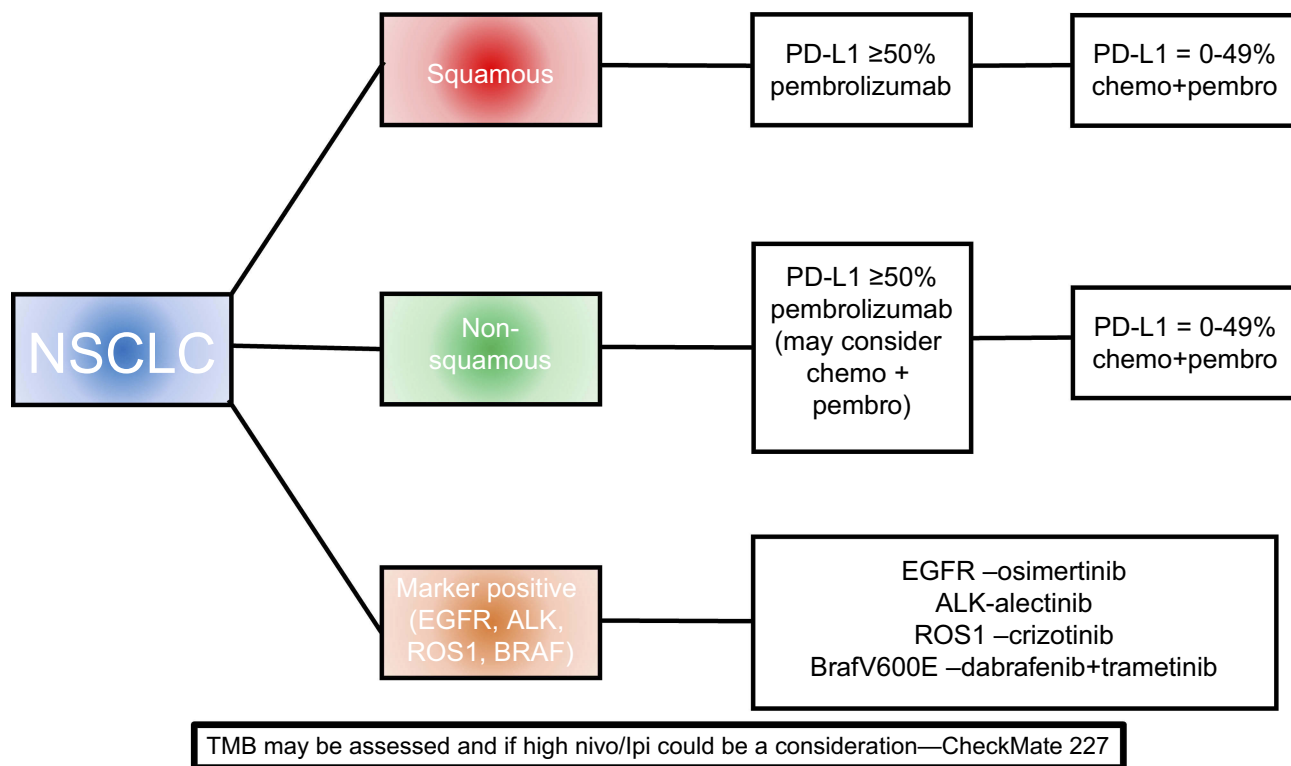 Squamous
PD-L1 ≥50%
pembrolizumab
PD-L1 = 0-49%
chemo+pembro
NSCLC
Non-
squamous
PD-L1 ≥50%
pembrolizumab
(may consider
chemo +
pembro)
PD-L1 = 0-49%
chemo+pembro
Marker positive
(EGFR, ALK,
ROS1, BRAF)
EGFR –osimertinib
ALK-alectinib
ROS1 –crizotinib
BrafV600E –dabrafenib+trametinib
TMB may be assessed and if high nivo/Ipi could be a consideration—CheckMate 227